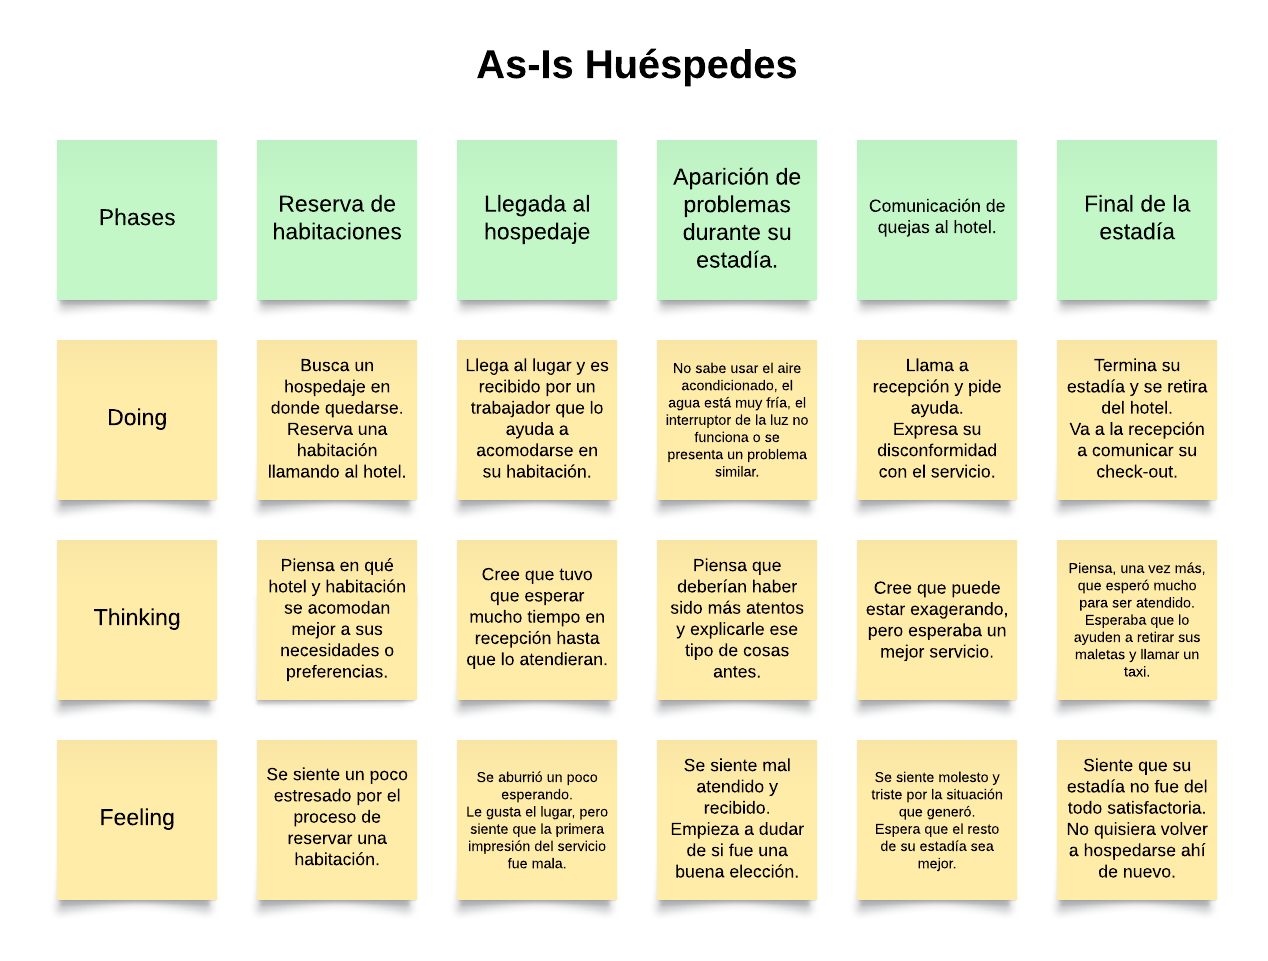 As-Is Huéspedes
Phases
Reserva de
habitaciones
Llegada al
hospedaje
Aparición de
problemas
durante su
estadía.
Comunicación de
quejas al hotel.
Final de la
estadía
Doing
Busca un
hospedaje en
donde quedarse.
Reserva una
habitación
llamando al hotel.
Llega al lugar y es
recibido por un
trabajador que lo
ayuda a
acomodarse en
su habitación.
No sabe usar el aire
acondicionado, el
agua está muy fría, el
interruptor de la luz no
funciona o se
presenta un problema
similar.
Llama a
recepción y pide
ayuda.
Expresa su
disconformidad
con el servicio.
Termina su
estadía y se retira
del hotel.
Va a la recepción
a comunicar su
check-out.
Thinking
Piensa en qué
hotel y habitación
se acomodan
mejor a sus
necesidades o
preferencias.
Cree que tuvo
que esperar
mucho tiempo en
recepción hasta
que lo atendieran.
Piensa que
deberían haber
sido más atentos
y explicarle ese
tipo de cosas
antes.
Cree que puede
estar exagerando,
pero esperaba un
mejor servicio.
Piensa, una vez más,
que esperó mucho
para ser atendido.
Esperaba que lo
ayuden a retirar sus
maletas y llamar un
taxi.
Feeling
Se siente un poco
estresado por el
proceso de
reservar una
habitación.
Se aburrió un poco
esperando.
Le gusta el lugar, pero
siente que la primera
impresión del servicio
fue mala.
Se siente mal
atendido y
recibido.
Empieza a dudar
de si fue una
buena elección.
Se siente molesto y
triste por la situación
que generó.
Espera que el resto
de su estadía sea
mejor.
Siente que su
estadía no fue del
todo satisfactoria.
No quisiera volver
a hospedarse ahí
de nuevo.